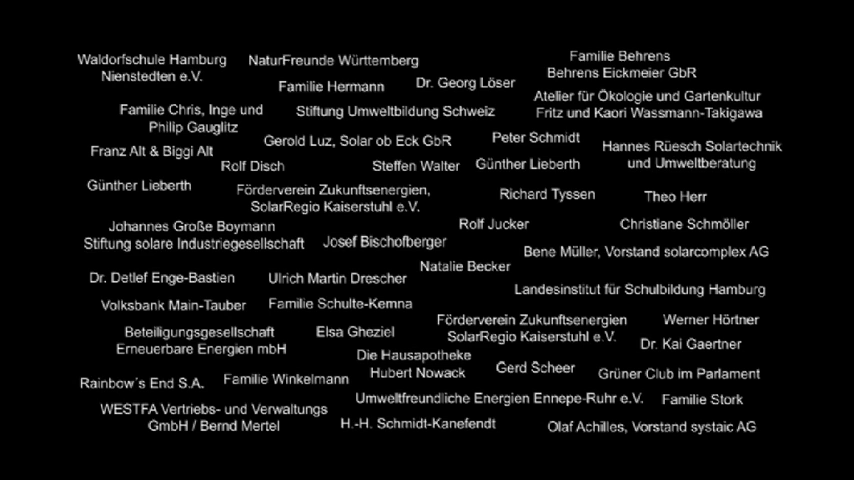 Waldorfschule Hamburg
Nienstedten e.V.
NaturFreunde Württemberg
Familie Behrens
Behrens Eickmeier GbR
Familie Hermann
Dr. Georg Löser
Atelier für Ökologie und Gartenkultur
Fritz und Kaori Wassmann-Takigawa
Familie Chris, Inge und
Philip Gauglitz
Stiftung Umweltbildung Schweiz
Gerold Luz, Solar ob Eck GbR
Peter Schmidt
Hannes Rüesch Solartechnik
und Umweltberatung
Franz Alt & Biggi Alt
Rolf Disch
Steffen Walter
Günther Lieberth
Günther Lieberth
Förderverein Zukunftsenergien,
SolarRegio Kaiserstuhl e.V.
Richard Tyssen
Theo Herr
Johannes Große Boymann
Stiftung solare Industriegesellschaft
Josef Bischofberger
Rolf Jucker
Christiane Schmöller
Bene Müller, Vorstand solarcomplex AG
Natalie Becker
Dr. Detlef Enge-Bastien
Ulrich Martin Drescher
Landesinstitut für Schulbildung Hamburg
Volksbank Main-Tauber
Familie Schulte-Kemna
Beteiligungsgesellschaft
Erneuerbare Energien mbH
Elsa Gheziel
Förderverein Zukunftsenergien
SolarRegio Kaiserstuhl e.V.
Werner Hörtner
Dr. Kai Gaertner
Die Hausapotheke
Hubert Nowack
Gerd Scheer
Grüner Club im Parlament
Rainbow´s End S.A.
Familie Winkelmann
Umweltfreundliche Energien Ennepe-Ruhr e.V.
Familie Stork
WESTFA Vertriebs- und Verwaltungs
GmbH / Bernd Mertel
H.-H. Schmidt-Kanefendt
Olaf Achilles, Vorstand systaic AG